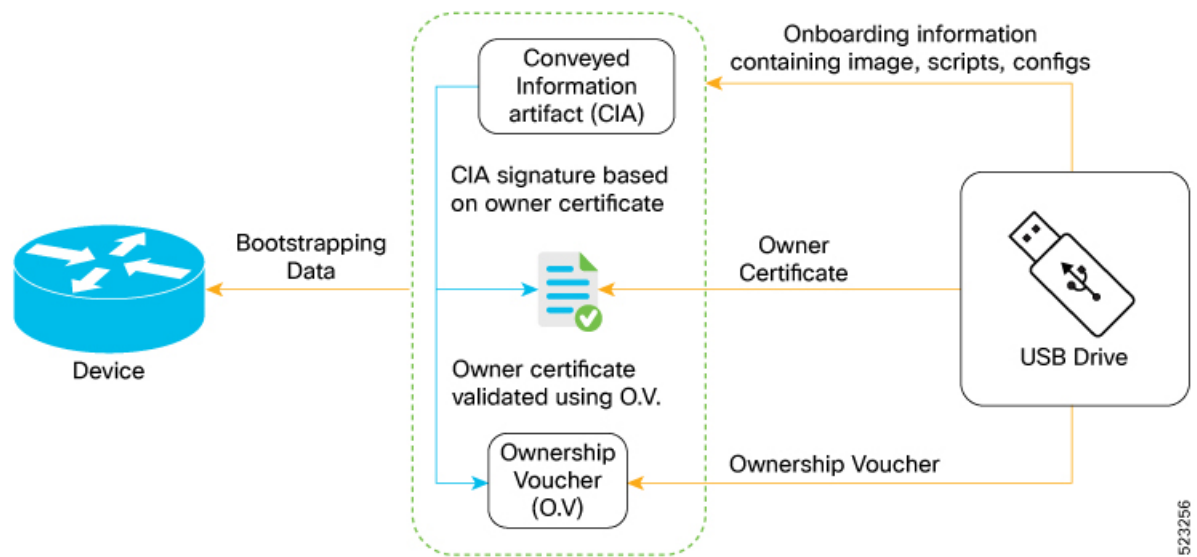 Onboarding information
containing image, scripts, configs
Conveyed
Information
artifact (CIA)
CIA signature based
on owner certificate
Bootstrapping
Data
Owner
Certificate
Device
USB Drive
Owner certificate
validated using O.V.
Ownership
Voucher
(O.V)
Ownership Voucher
523256